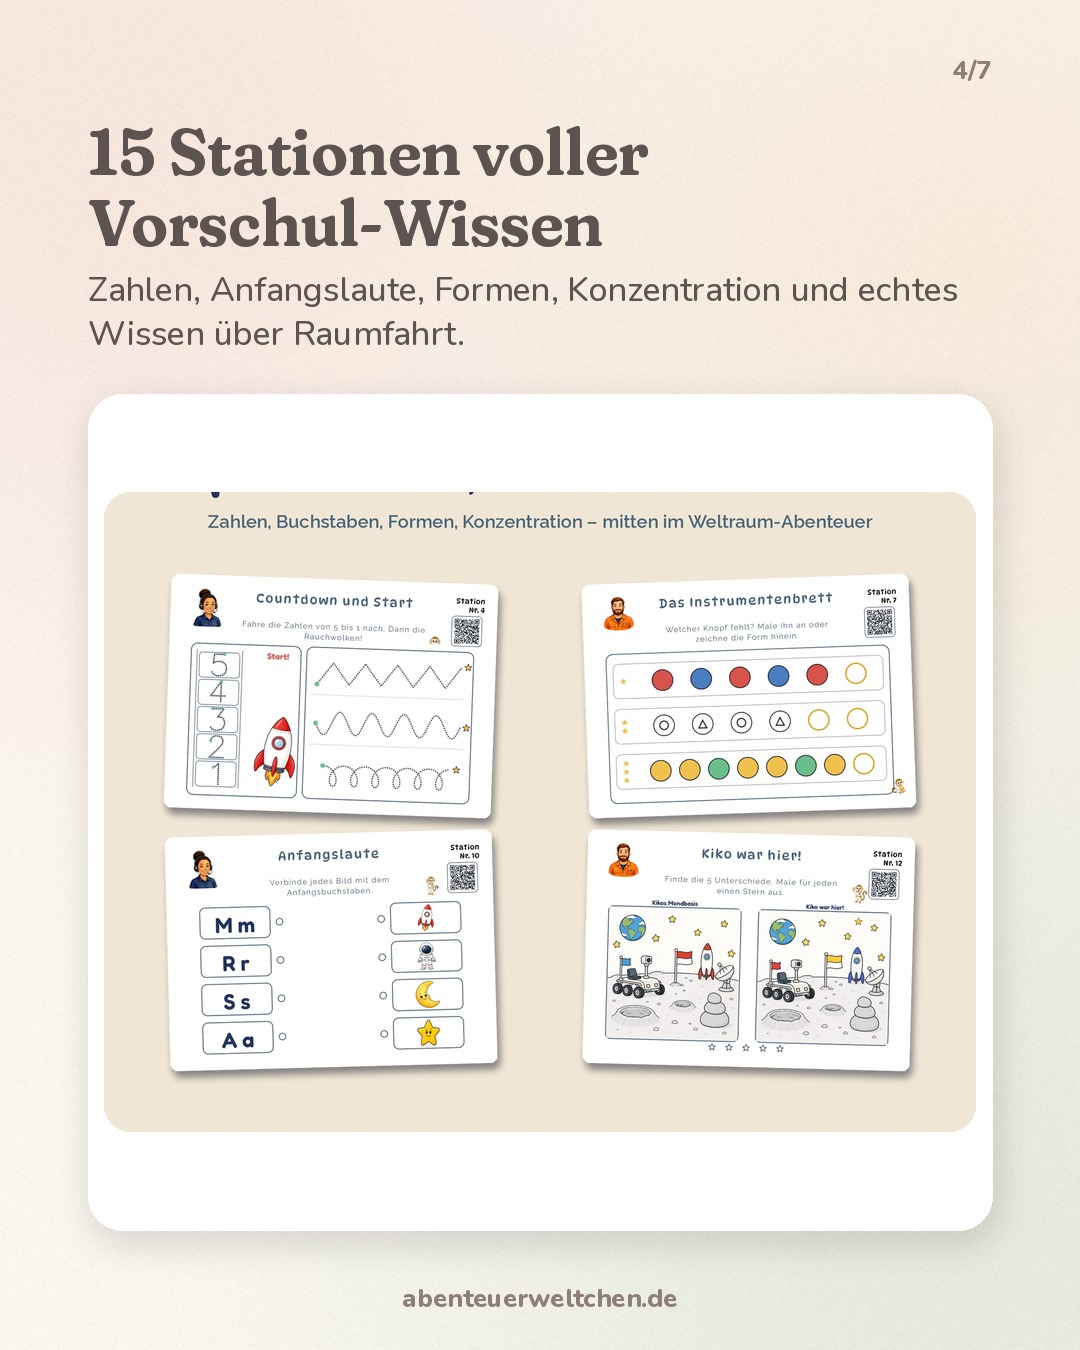 4/7
15 Stationen voller
Vorschul-Wissen
Zahlen, Anfangslaute, Formen, Konzentration und echtes
Wissen über Raumfahrt.
Zahlen, Buchstaben, Formen, Konzentration – mitten im Weltraum-Abenteuer
Countdown und Start
Station
Nr. 4
Fahre die Zahlen von 5 bis 1 nach. Dann die
Rauchwolken!
5
4
3
2
1
Start!
Das Instrumentenbrett
Station
Nr. 7
Welcher Knopf fehlt? Male ihn an oder
zeichne die Form hinein.
Anfangslaute
Station
Nr. 10
Verbinde jedes Bild mit dem
Anfangsbuchstaben.
M m
R r
S s
A a
Kiko war hier!
Station
Nr. 12
Finde die 5 Unterschiede. Male für jeden
einen Stern aus.
Kikos Mondbasis
Kiko war hier!
abenteuerweltchen.de